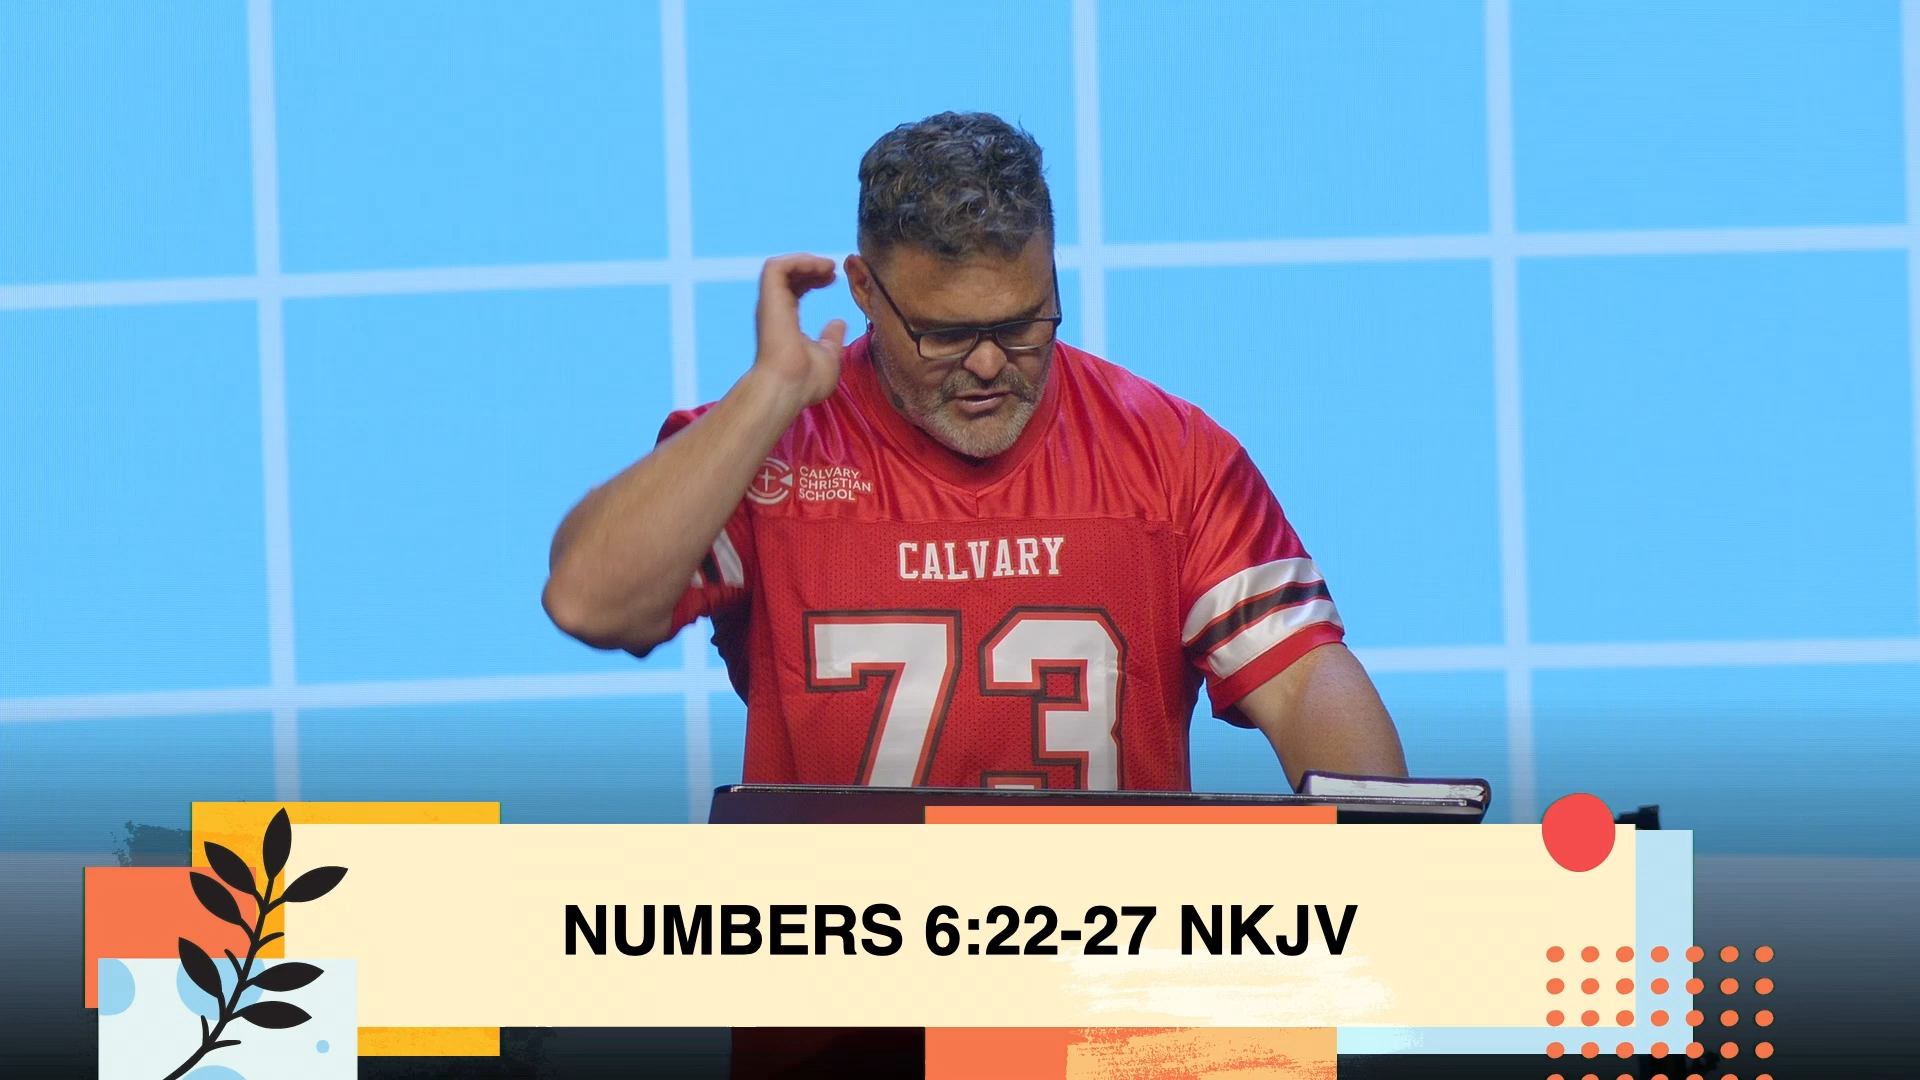 CALVARY
CHRISTIAN
SCHOOL
CALVARY
73
NUMBERS 6:22-27 NKJV